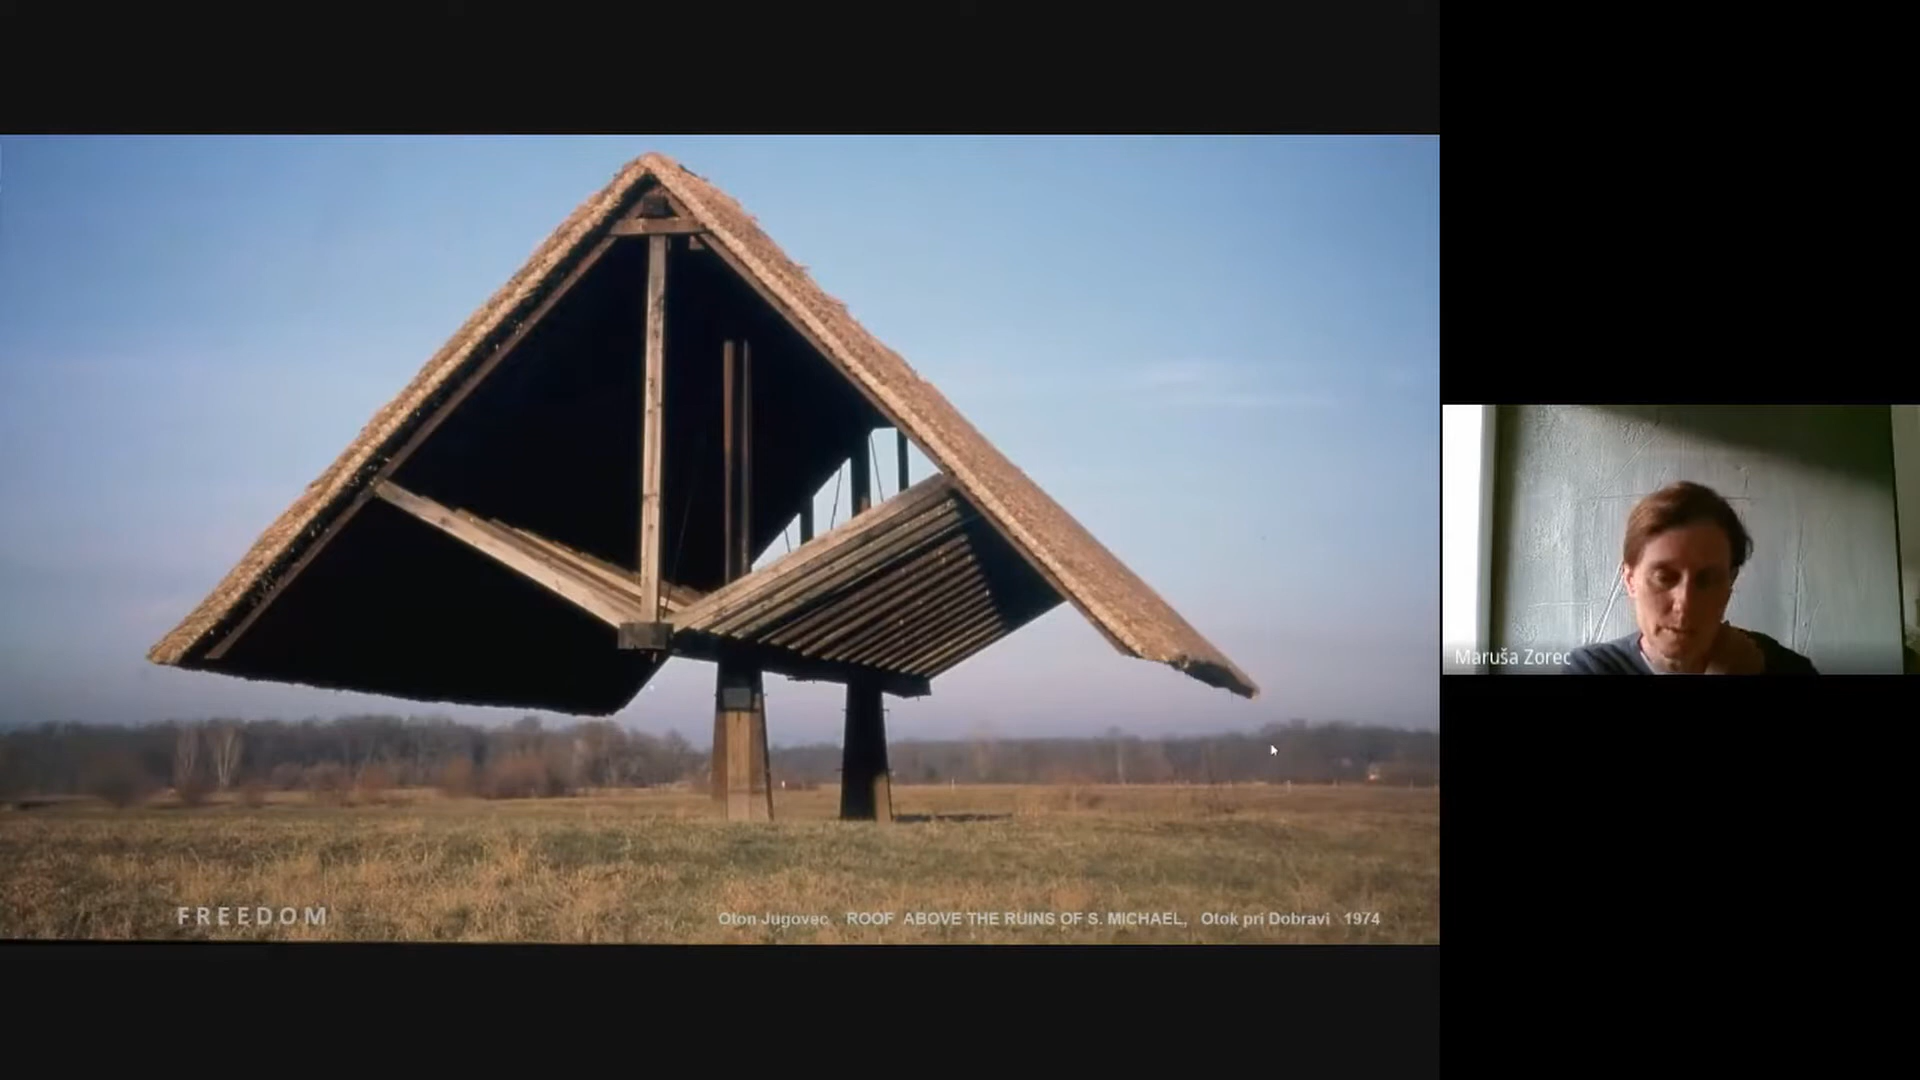 FREEDOM
Oton Jugovec ROOF ABOVE THE RUINS OF S. MICHAEL, Otok pri Dobravi 1974
Maruša Zorec